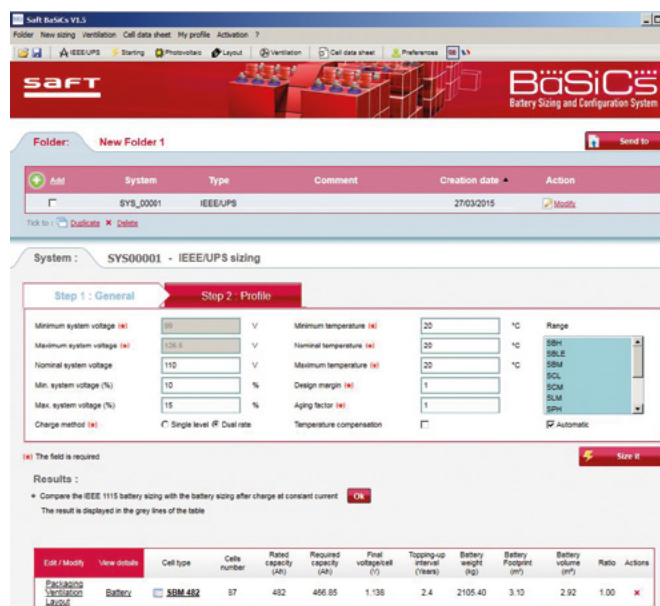 Saft BaSiCs V1.5
Folder New sizing Ventilation Cell data sheet My profile Activation ?
IEEE/UPS Starting Photovoltaic Layout Ventilation Cell data sheet Preferences
saft
BaSiCs
Battery Sizing and Configuration System
Folder: New Folder 1
Send to
Add System Type Comment Creation date Action
SYS_00001 IEEE/UPS 27/03/2015 Modify
Tick to : Duplicate Delete
System : SYS00001 - IEEE/UPS sizing
Step 1 : General Step 2 : Profile
Minimum system voltage (*) 99 V Minimum temperature (*) 20 °C Range
Maximum system voltage (*) 126.5 V Nominal temperature (*) 20 °C SBH
SBLE
Nominal system voltage 110 V Maximum temperature (*) 20 °C SBM
SCL
Min. system voltage (%) 10 % Design margin (*) 1 SCM
SLM
Max. system voltage (%) 15 % Aging factor (*) 1 SPH
Charge method (*) Single level Dual rate Temperature compensation Automatic
(*) The field is required
Size it
Results :
Compare the IEEE 1115 battery sizing with the battery sizing after charge at constant current Ok
The result is displayed in the grey lines of the table
Edit / Modify View details Cell type Cells number Rated capacity (Ah) Required capacity (Ah) Final voltage/cell (V) Topping-up interval (Years) Battery weight (kg) Battery Footprint (m²) Battery volume (m³) Ratio Actions
Packaging
Ventilation Battery SBM 482 87 482 466.85 1.138 2.4 2105.40 3.10 2.92 1.00
Layout